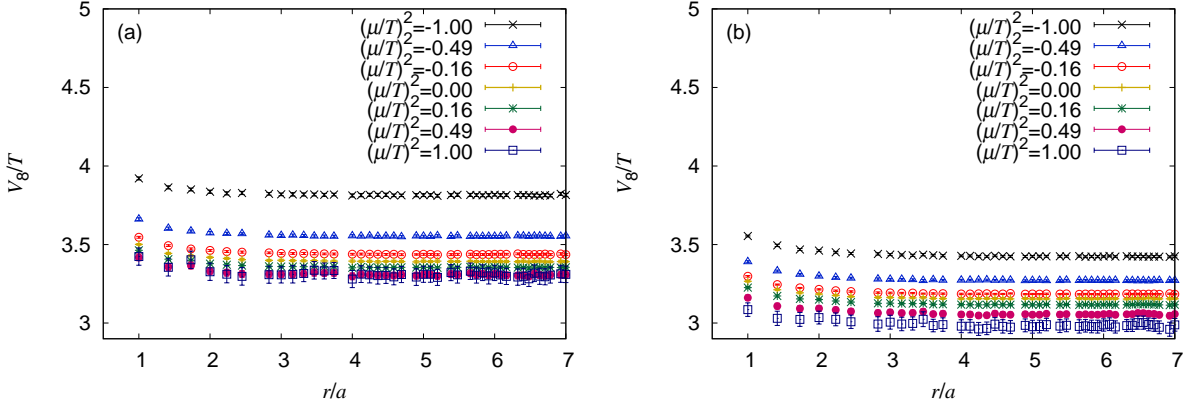 (a)
(μ/T)²=-1.00
(μ/T)²=-0.49
(μ/T)²=-0.16
(μ/T)²=0.00
(μ/T)²=0.16
(μ/T)²=0.49
(μ/T)²=1.00
V₈/T
5
4.5
4
3.5
3
1 2 3 4 5 6 7
r/a
(b)
(μ/T)²=-1.00
(μ/T)²=-0.49
(μ/T)²=-0.16
(μ/T)²=0.00
(μ/T)²=0.16
(μ/T)²=0.49
(μ/T)²=1.00
V₈/T
5
4.5
4
3.5
3
1 2 3 4 5 6 7
r/a